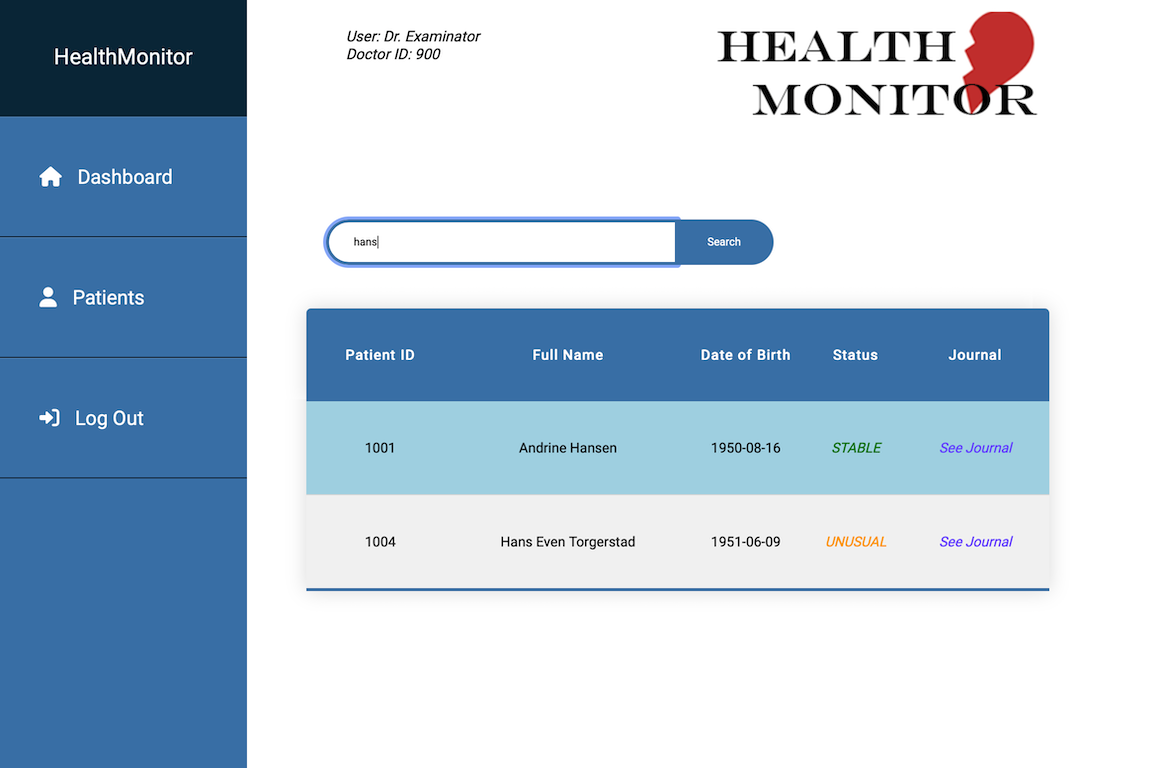 HealthMonitor
Dashboard
Patients
Log Out
User: Dr. Examinator
Doctor ID: 900
HEALTH
MONITOR
hans
Search
Patient ID Full Name Date of Birth Status Journal
1001 Andrine Hansen 1950-08-16 STABLE See Journal
1004 Hans Even Torgerstad 1951-06-09 UNUSUAL See Journal